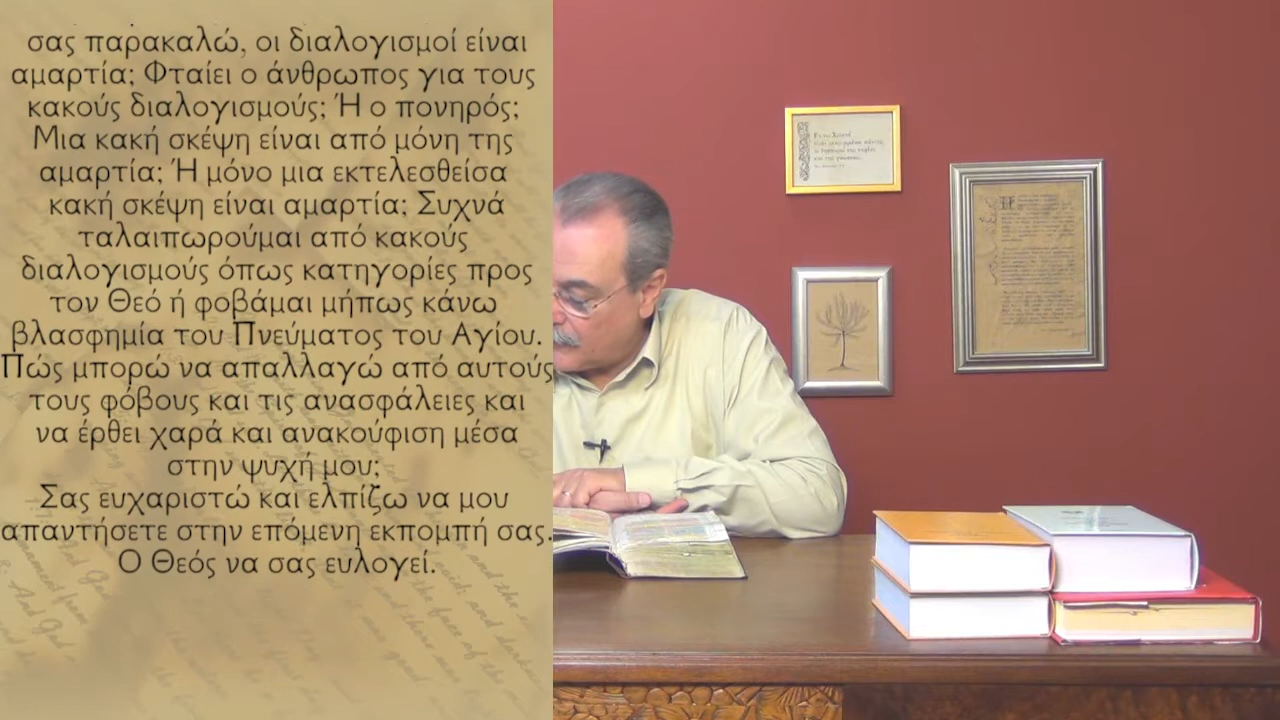 σας παρακαλώ, οι διαλογισμοί είναι
αμαρτία; Φταίει ο άνθρωπος για τους
κακούς διαλογισμούς; Ή ο πονηρός;
Μια κακή σκέψη είναι από μόνη της
αμαρτία; Ή μόνο μια εκτελεσθείσα
κακή σκέψη είναι αμαρτία; Συχνά
ταλαιπωρούμαι από κακούς
διαλογισμούς όπως κατηγορίες προς
τον Θεό ή φοβάμαι μήπως κάνω
βλασφημία του Πνεύματος του Αγίου.
Πώς μπορώ να απαλλαγώ από αυτούς
τους φόβους και τις ανασφάλειες και
να έρθει χαρά και ανακούφιση μέσα
στην ψυχή μου;
Σας ευχαριστώ και ελπίζω να μου
απαντήσετε στην επόμενη εκπομπή σας.
Ο Θεός να σας ευλογεί.